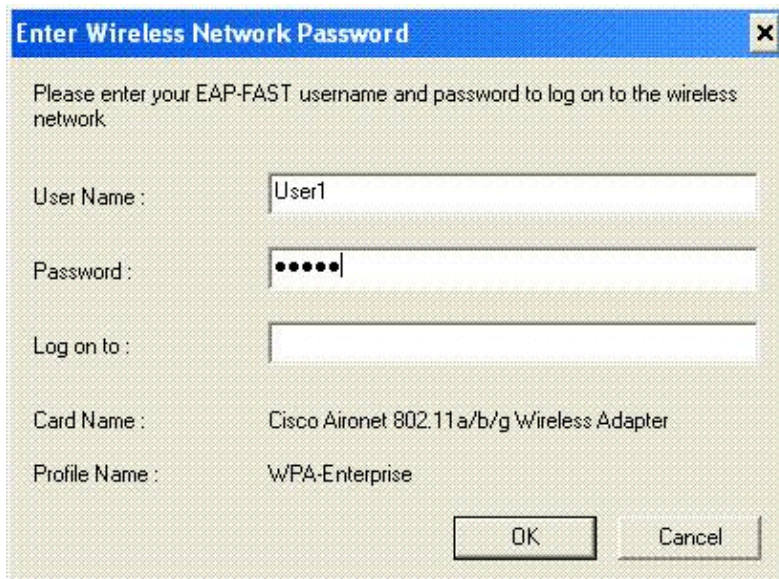 Enter Wireless Network Password
Please enter your EAP-FAST username and password to log on to the wireless
network
User Name : User1
Password : •••••
Log on to :
Card Name : Cisco Aironet 802.11a/b/g Wireless Adapter
Profile Name : WPA-Enterprise
OK Cancel